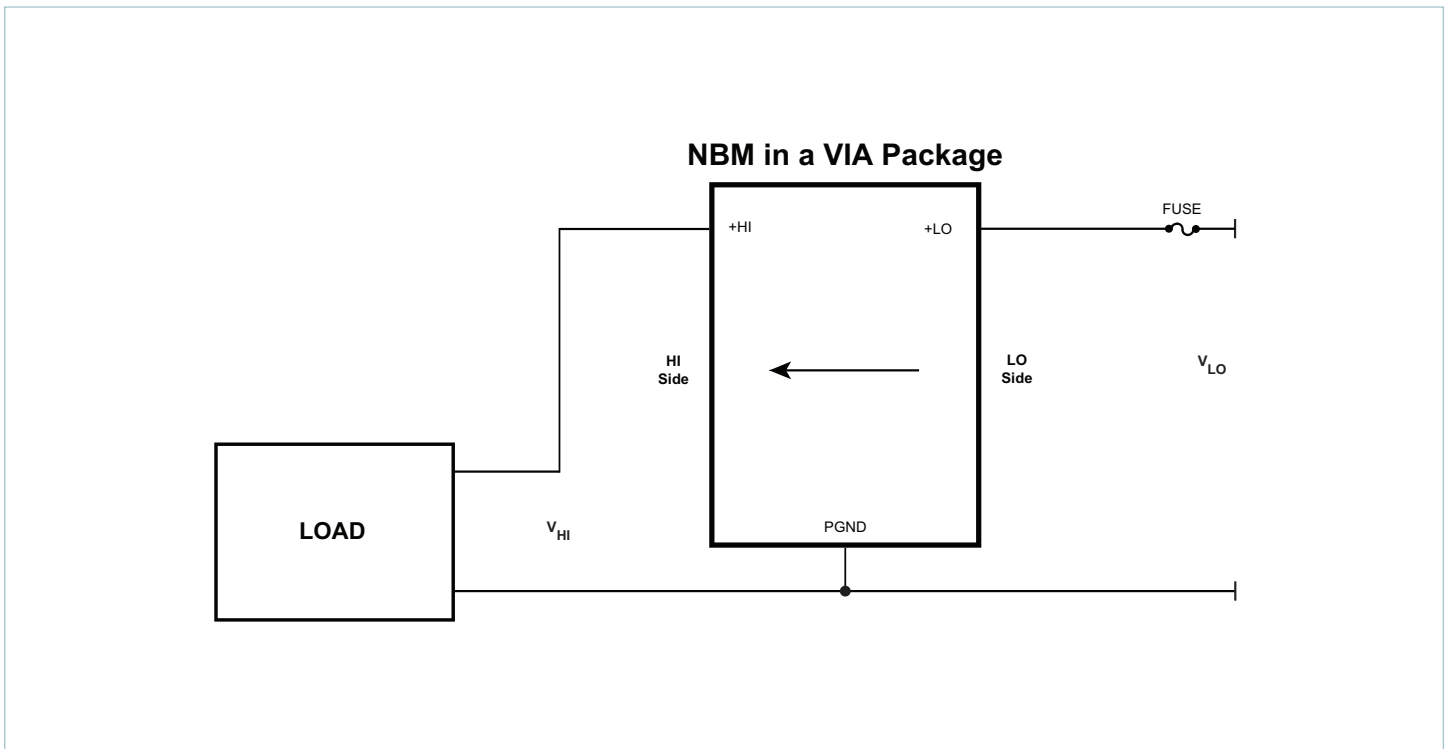 NBM in a VIA Package
FUSE
+HI
+LO
HI
Side
LO
Side
VLO
LOAD
VHI
PGND